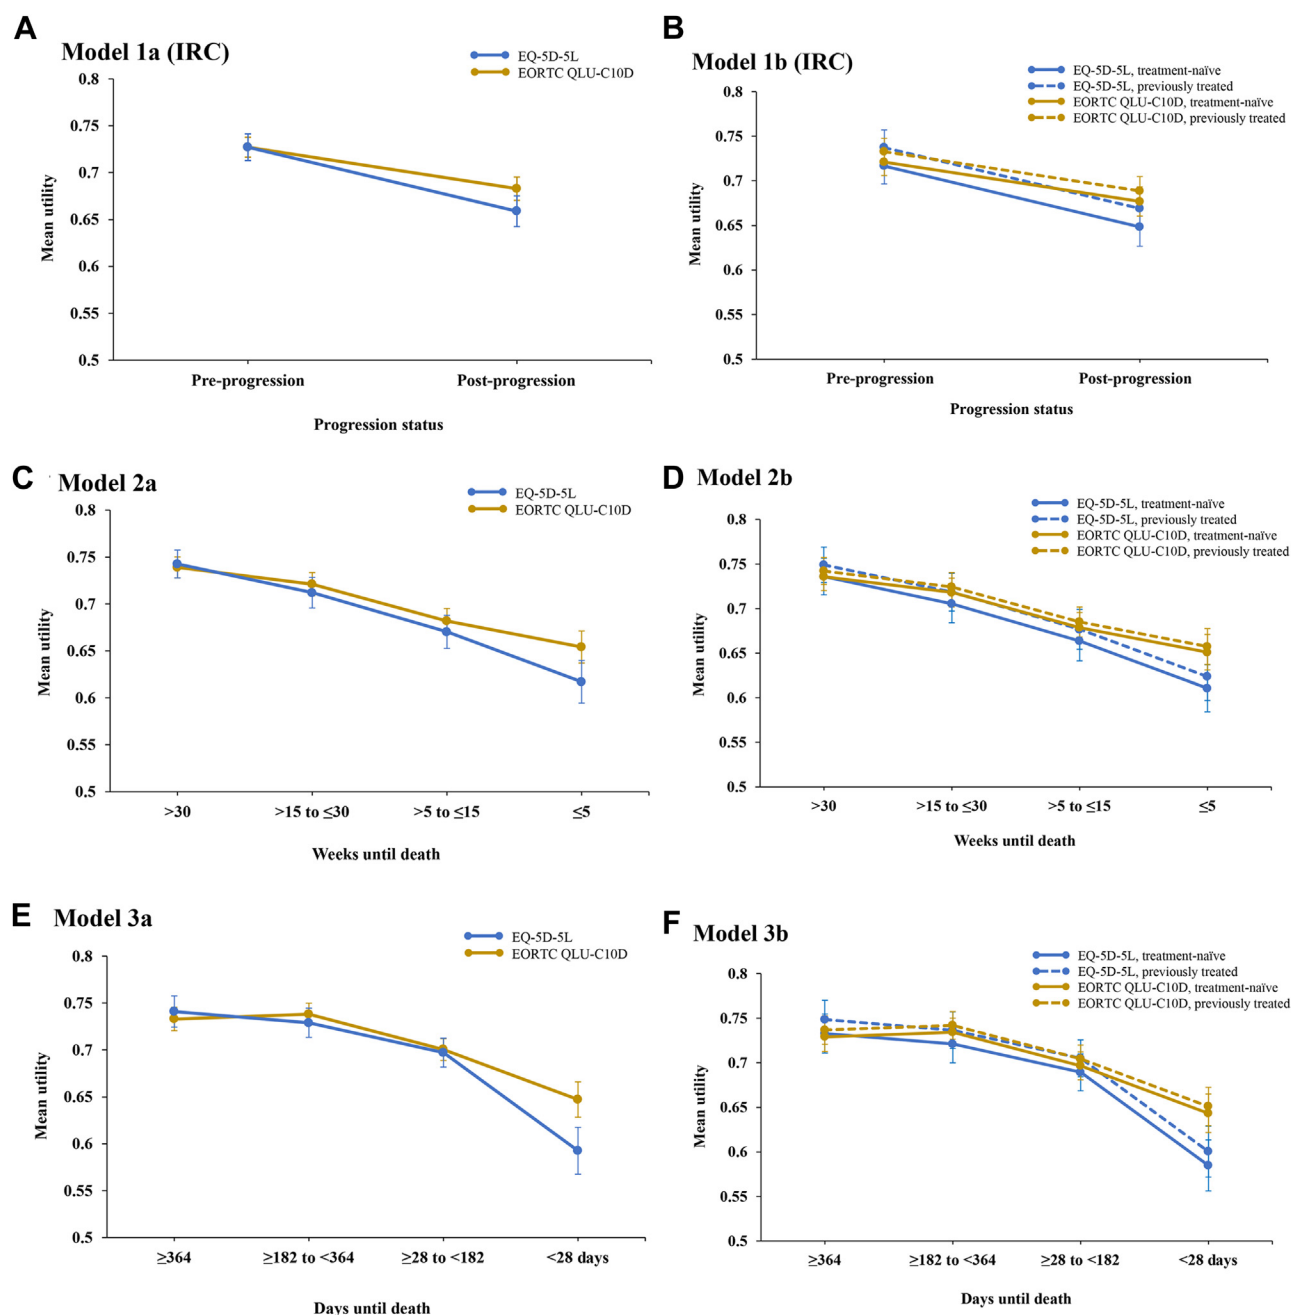 A
Model 1a (IRC)
EQ-5D-5L
EORTC QLU-C10D
0.8
0.75
0.7
0.65
0.6
0.55
0.5
Mean utility
Pre-progression
Post-progression
Progression status
B
Model 1b (IRC)
EQ-5D-5L, treatment-naïve
EQ-5D-5L, previously treated
EORTC QLU-C10D, treatment-naïve
EORTC QLU-C10D, previously treated
0.8
0.75
0.7
0.65
0.6
0.55
0.5
Mean utility
Pre-progression
Post-progression
Progression status
C
Model 2a
EQ-5D-5L
EORTC QLU-C10D
0.8
0.75
0.7
0.65
0.6
0.55
0.5
Mean utility
>30
>15 to ≤30
>5 to ≤15
≤5
Weeks until death
D
Model 2b
EQ-5D-5L, treatment-naïve
EQ-5D-5L, previously treated
EORTC QLU-C10D, treatment-naïve
EORTC QLU-C10D, previously treated
0.8
0.75
0.7
0.65
0.6
0.55
0.5
Mean utility
>30
>15 to ≤30
>5 to ≤15
≤5
Weeks until death
E
Model 3a
EQ-5D-5L
EORTC QLU-C10D
0.8
0.75
0.7
0.65
0.6
0.55
0.5
Mean utility
≥364
≥182 to <364
≥28 to <182
<28 days
Days until death
F
Model 3b
EQ-5D-5L, treatment-naïve
EQ-5D-5L, previously treated
EORTC QLU-C10D, treatment-naïve
EORTC QLU-C10D, previously treated
0.8
0.75
0.7
0.65
0.6
0.55
0.5
Mean utility
≥364
≥182 to <364
≥28 to <182
<28 days
Days until death